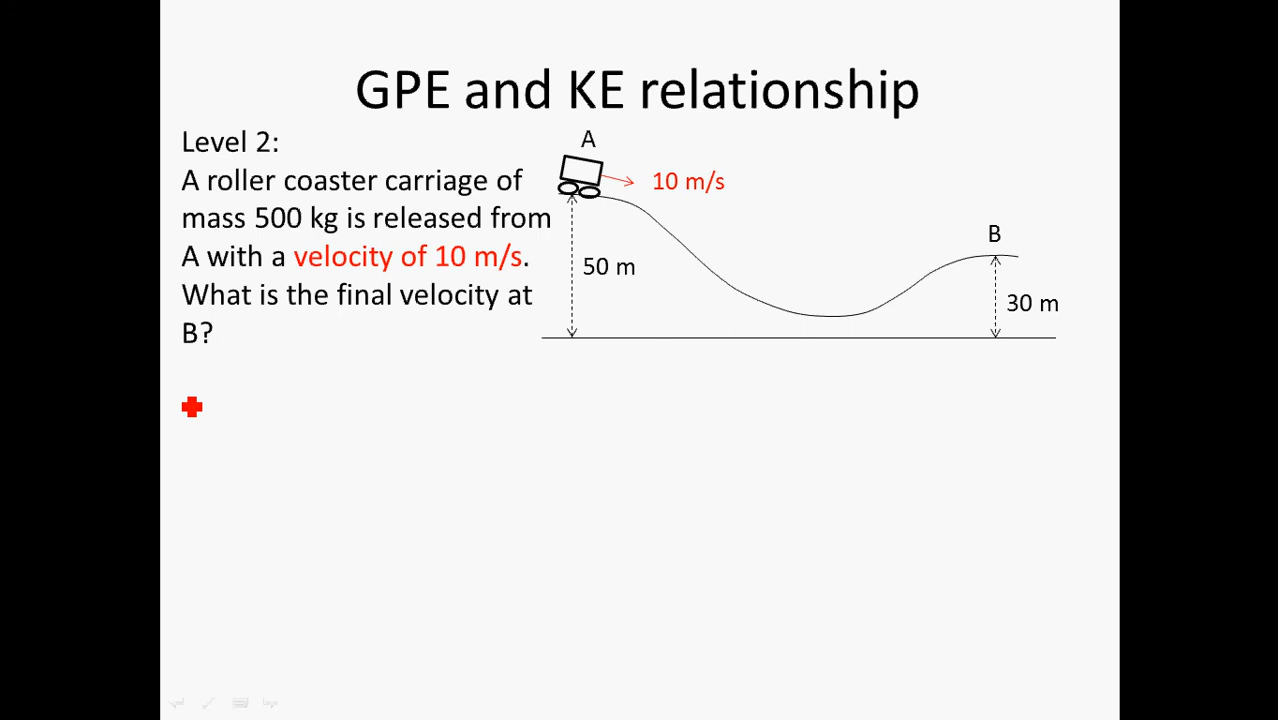 GPE and KE relationship
Level 2:
A roller coaster carriage of
mass 500 kg is released from
A with a velocity of 10 m/s.
What is the final velocity at
B?
A
10 m/s
50 m
B
30 m